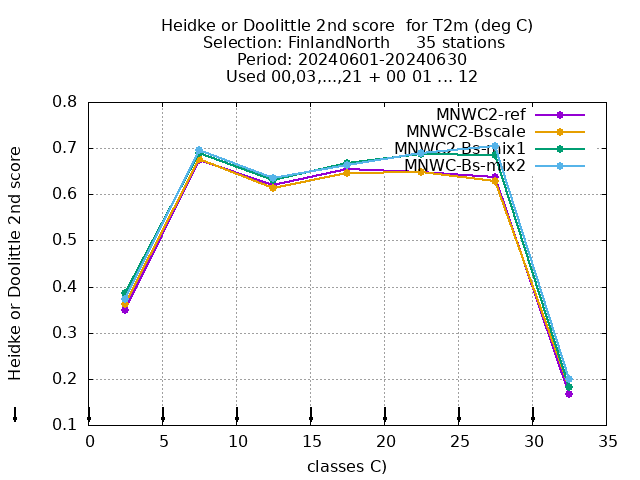 Heidke or Doolittle 2nd score  for T2m (deg C)
Selection: FinlandNorth     35 stations
Period: 20240601-20240630
Used 00,03,...,21 + 00 01 ... 12
Heidke or Doolittle 2nd score
0.8
0.7
0.6
0.5
0.4
0.3
0.2
0.1
MNWC2-ref
MNWC2-Bscale
MNWC2-Bs-mix1
MNWC-Bs-mix2
0 5 10 15 20 25 30 35
classes C)